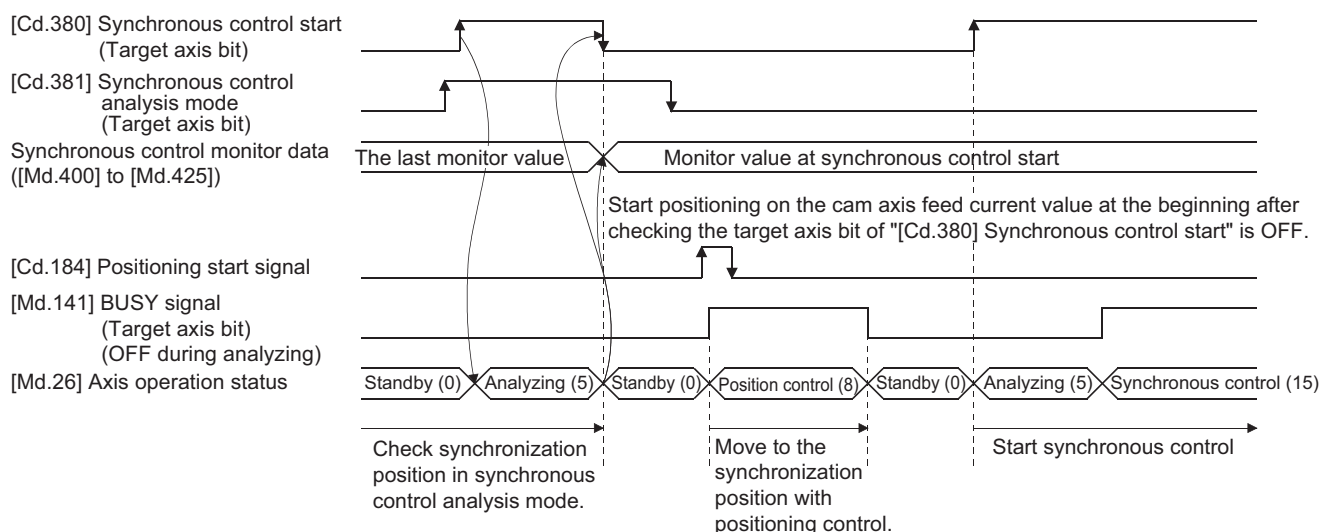 [Cd.380] Synchronous control start
(Target axis bit)
[Cd.381] Synchronous control
analysis mode
(Target axis bit)
Synchronous control monitor data
([Md.400] to [Md.425])
The last monitor value
Monitor value at synchronous control start
Start positioning on the cam axis feed current value at the beginning after
checking the target axis bit of "[Cd.380] Synchronous control start" is OFF.
[Cd.184] Positioning start signal
[Md.141] BUSY signal
(Target axis bit)
(OFF during analyzing)
[Md.26] Axis operation status
Standby (0)
Analyzing (5)
Standby (0)
Position control (8)
Standby (0)
Analyzing (5)
Synchronous control (15)
Check synchronization
position in synchronous
control analysis mode.
Move to the
synchronization
position with
positioning control.
Start synchronous control